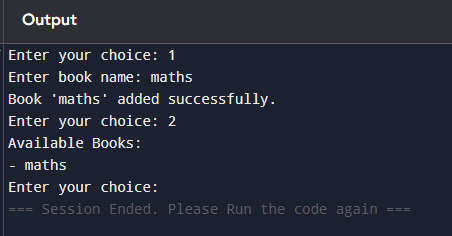 Output
Enter your choice: 1
Enter book name: maths
Book 'maths' added successfully.
Enter your choice: 2
Available Books:
- maths
Enter your choice:
=== Session Ended. Please Run the code again ===